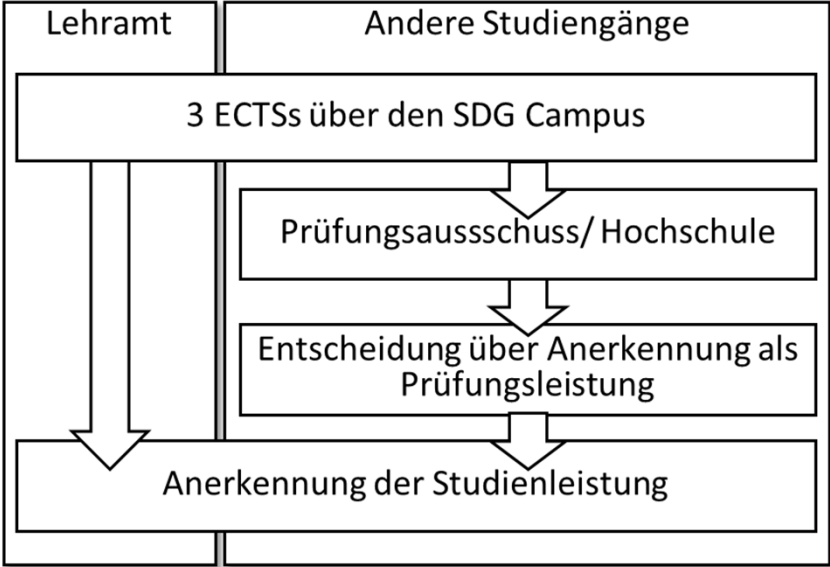 Lehramt
Andere Studiengänge
3 ECTSs über den SDG Campus
Prüfungsaussschuss/ Hochschule
Entscheidung über Anerkennung als
Prüfungsleistung
Anerkennung der Studienleistung